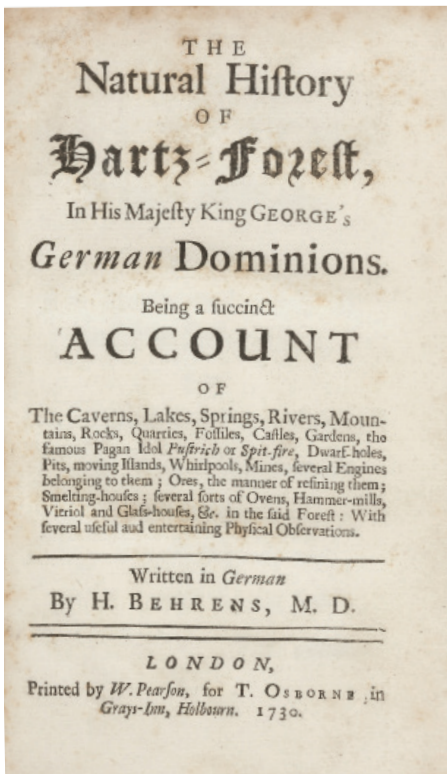 THE
Natural Hiſtory
OF
Hartz-Foreſt,
In His Majeſty King GEORGE's
German Dominions.
Being a ſuccinct
ACCOUNT
OF
The Caverns, Lakes, Springs, Rivers, Moun-
tains, Rocks, Quarries, Foſſiles, Caſtles, Gardens, the
famous Pagan Idol Puſtrich or Spit-fire, Dwarf-holes,
Pits, moving Iſlands, Whirlpools, Mines, ſeveral Engines
belonging to them; Ores, the manner of refining them;
Smelting-houſes; ſeveral ſorts of Ovens, Hammer-mills,
Vitriol and Glaſs-houſes, &c. in the ſaid Foreſt: With
ſeveral uſeful aud entertaining Phyſical Obſervations.
Written in German
By H. BEHRENS, M. D.
LONDON,
Printed by W. Pearſon, for T. OSBORNE in
Grays-Inn, Holbourn. 1730.